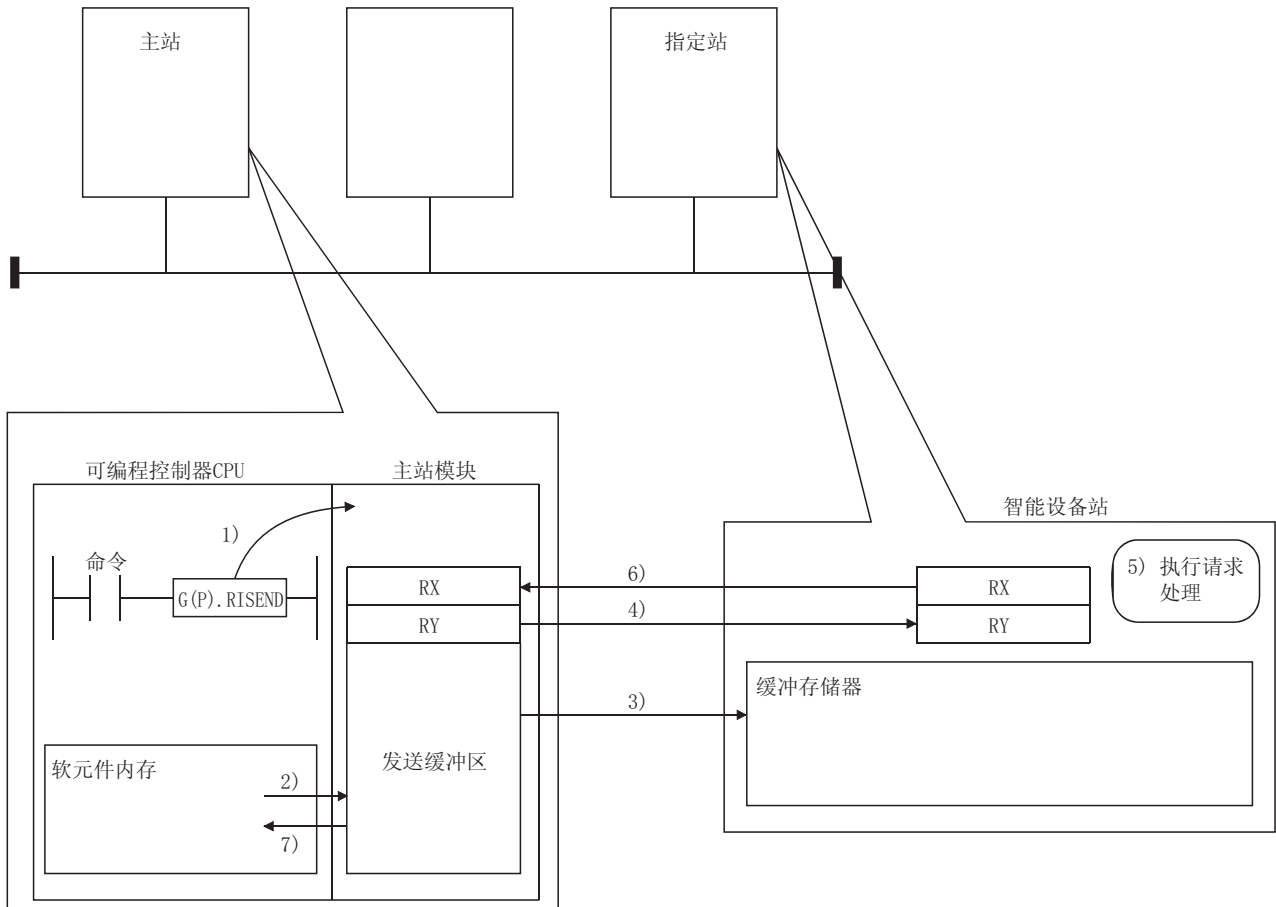 主站
指定站
可编程控制器CPU
主站模块
智能设备站
1)
命令
G(P).RISEND
RX
RY
6)
4)
RX
RY
5) 执行请求
处理
3)
缓冲存储器
软元件内存
发送缓冲区
2)
7)